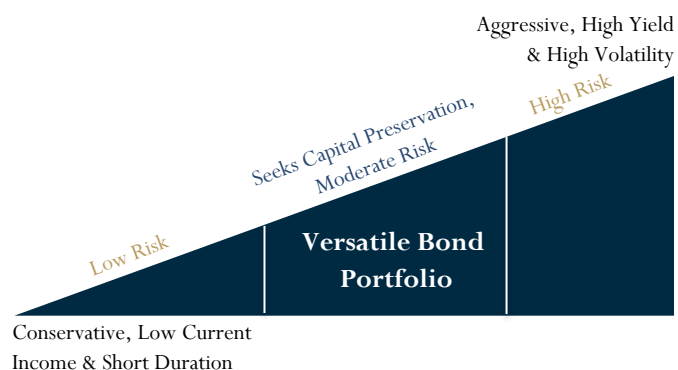 Aggressive, High Yield
& High Volatility
High Risk
Seeks Capital Preservation,
Moderate Risk
Low Risk
Versatile Bond
Portfolio
Conservative, Low Current
Income & Short Duration